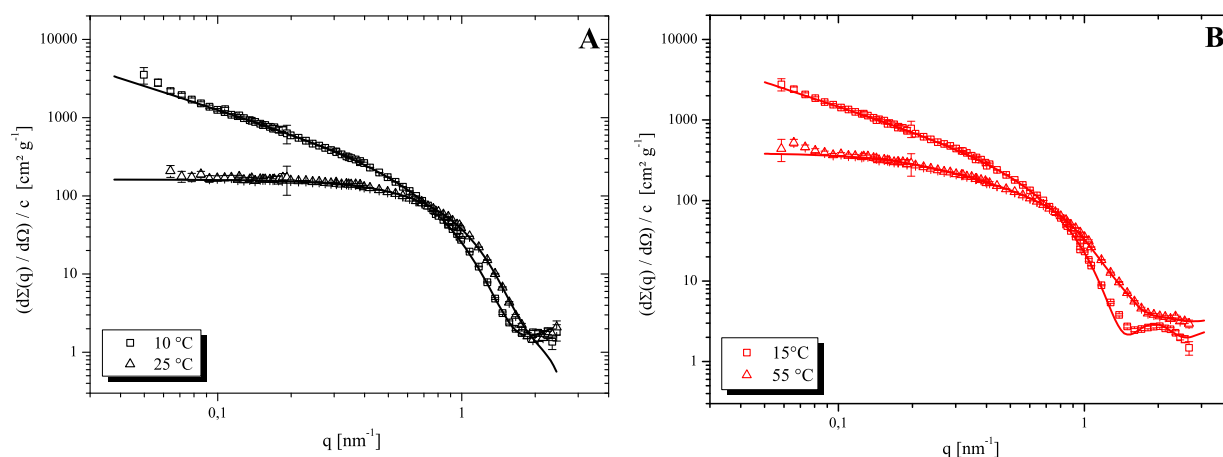 A
10000
1000
100
10
1
(dΣ(q) / dΩ) / c [cm² g⁻¹]
10 °C
25 °C
0,1
1
q [nm⁻¹]
B
10000
1000
100
10
1
(dΣ(q) / dΩ) / c [cm² g⁻¹]
15°C
55 °C
0,1
1
q [nm⁻¹]